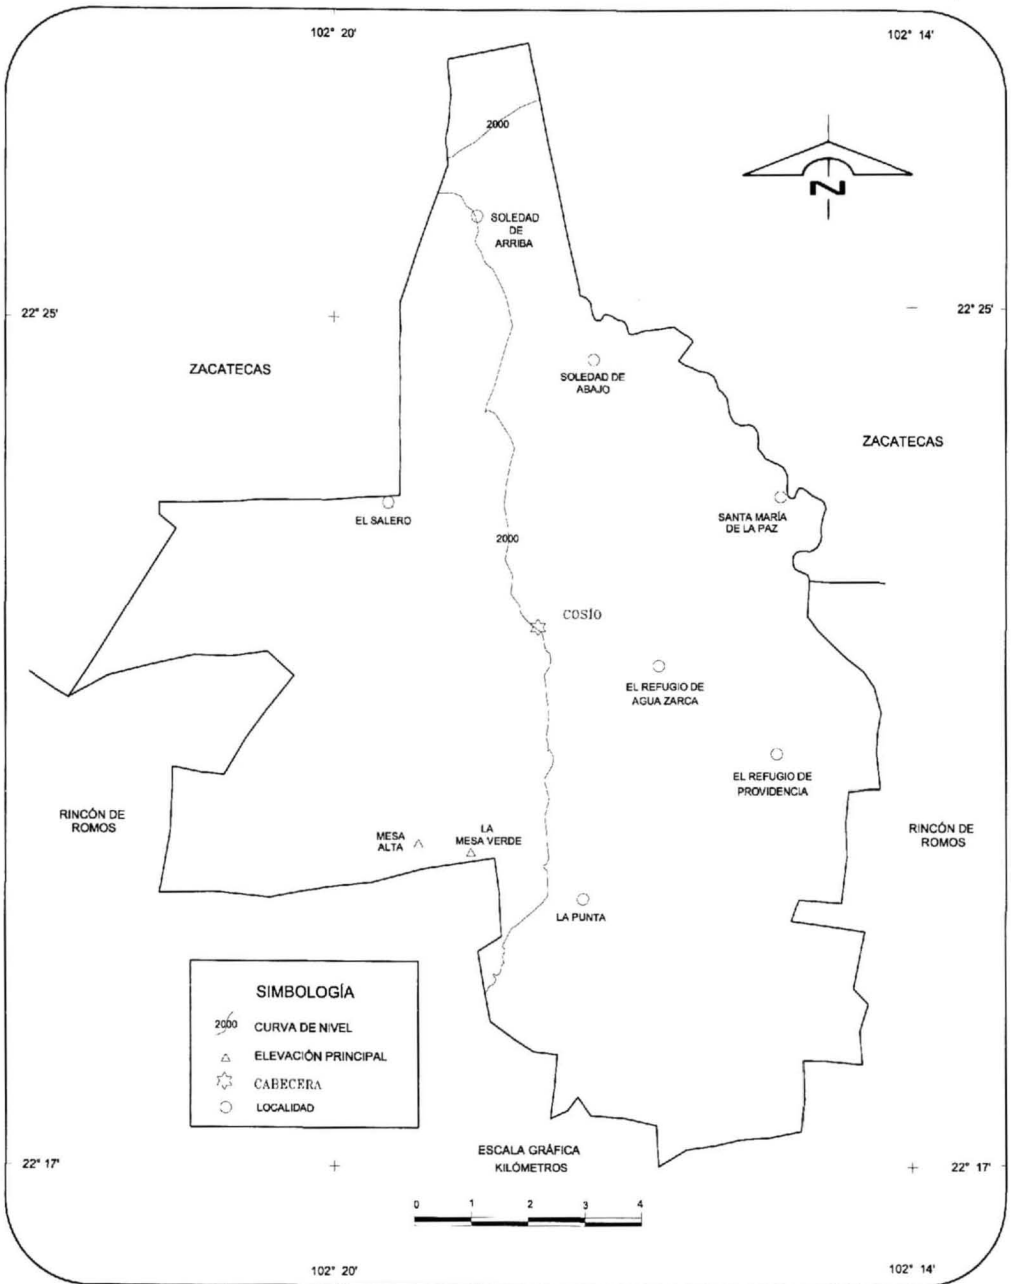 102° 20'
102° 14'
2000
N
SOLEDAD
DE
ARRIBA
22° 25'
22° 25'
ZACATECAS
SOLEDAD DE
ABAJO
ZACATECAS
EL SALERO
SANTA MARÍA
DE LA PAZ
2000
COSÍO
EL REFUGIO DE
AGUA ZARCA
EL REFUGIO DE
PROVIDENCIA
RINCÓN DE
ROMOS
MESA
ALTA
LA
MESA VERDE
RINCÓN DE
ROMOS
LA PUNTA
SIMBOLOGÍA
2000 CURVA DE NIVEL
ELEVACIÓN PRINCIPAL
CABECERA
LOCALIDAD
ESCALA GRÁFICA
KILÓMETROS
22° 17'
22° 17'
0 1 2 3 4
102° 20'
102° 14'